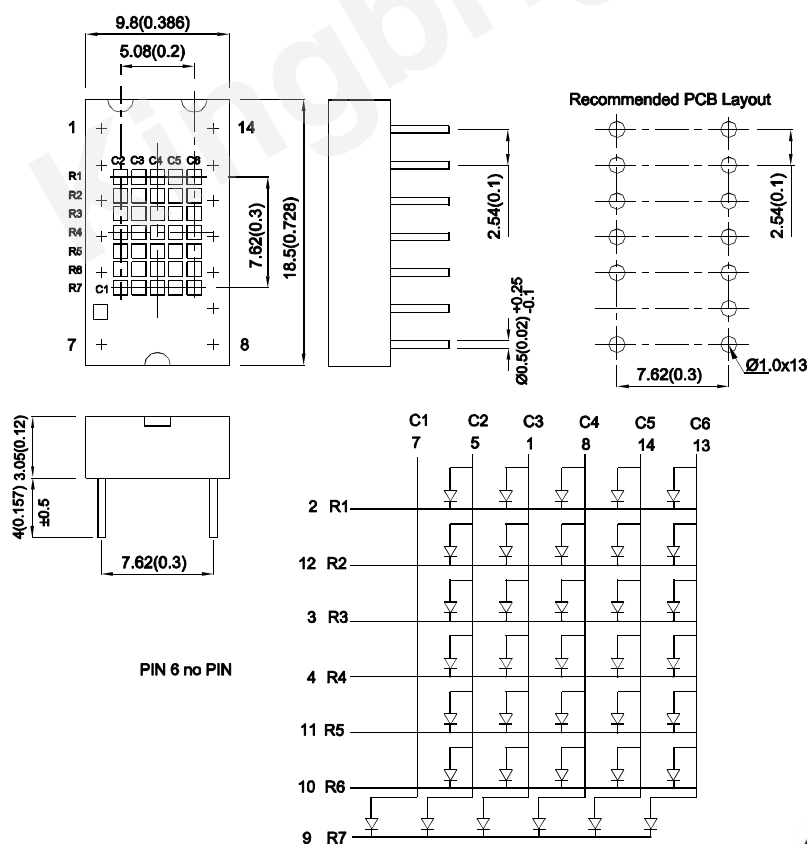 Kingbright
9.8(0.386)
5.08(0.2)
Recommended PCB Layout
1 14
C2 C3 C4 C5 C6
R1
R2
R3
R4
R5
R6
R7 C1
7 8
7.62(0.3)
18.5(0.728)
2.54(0.1)
Ø0.5(0.02) +0.25 -0.1
2.54(0.1)
Ø1.0x13
7.62(0.3)
3.05(0.12)
4(0.157) ±0.5
7.62(0.3)
PIN 6 no PIN
C1 C2 C3 C4 C5 C6
7 5 1 8 14 13
2 R1
12 R2
3 R3
4 R4
11 R5
10 R6
9 R7